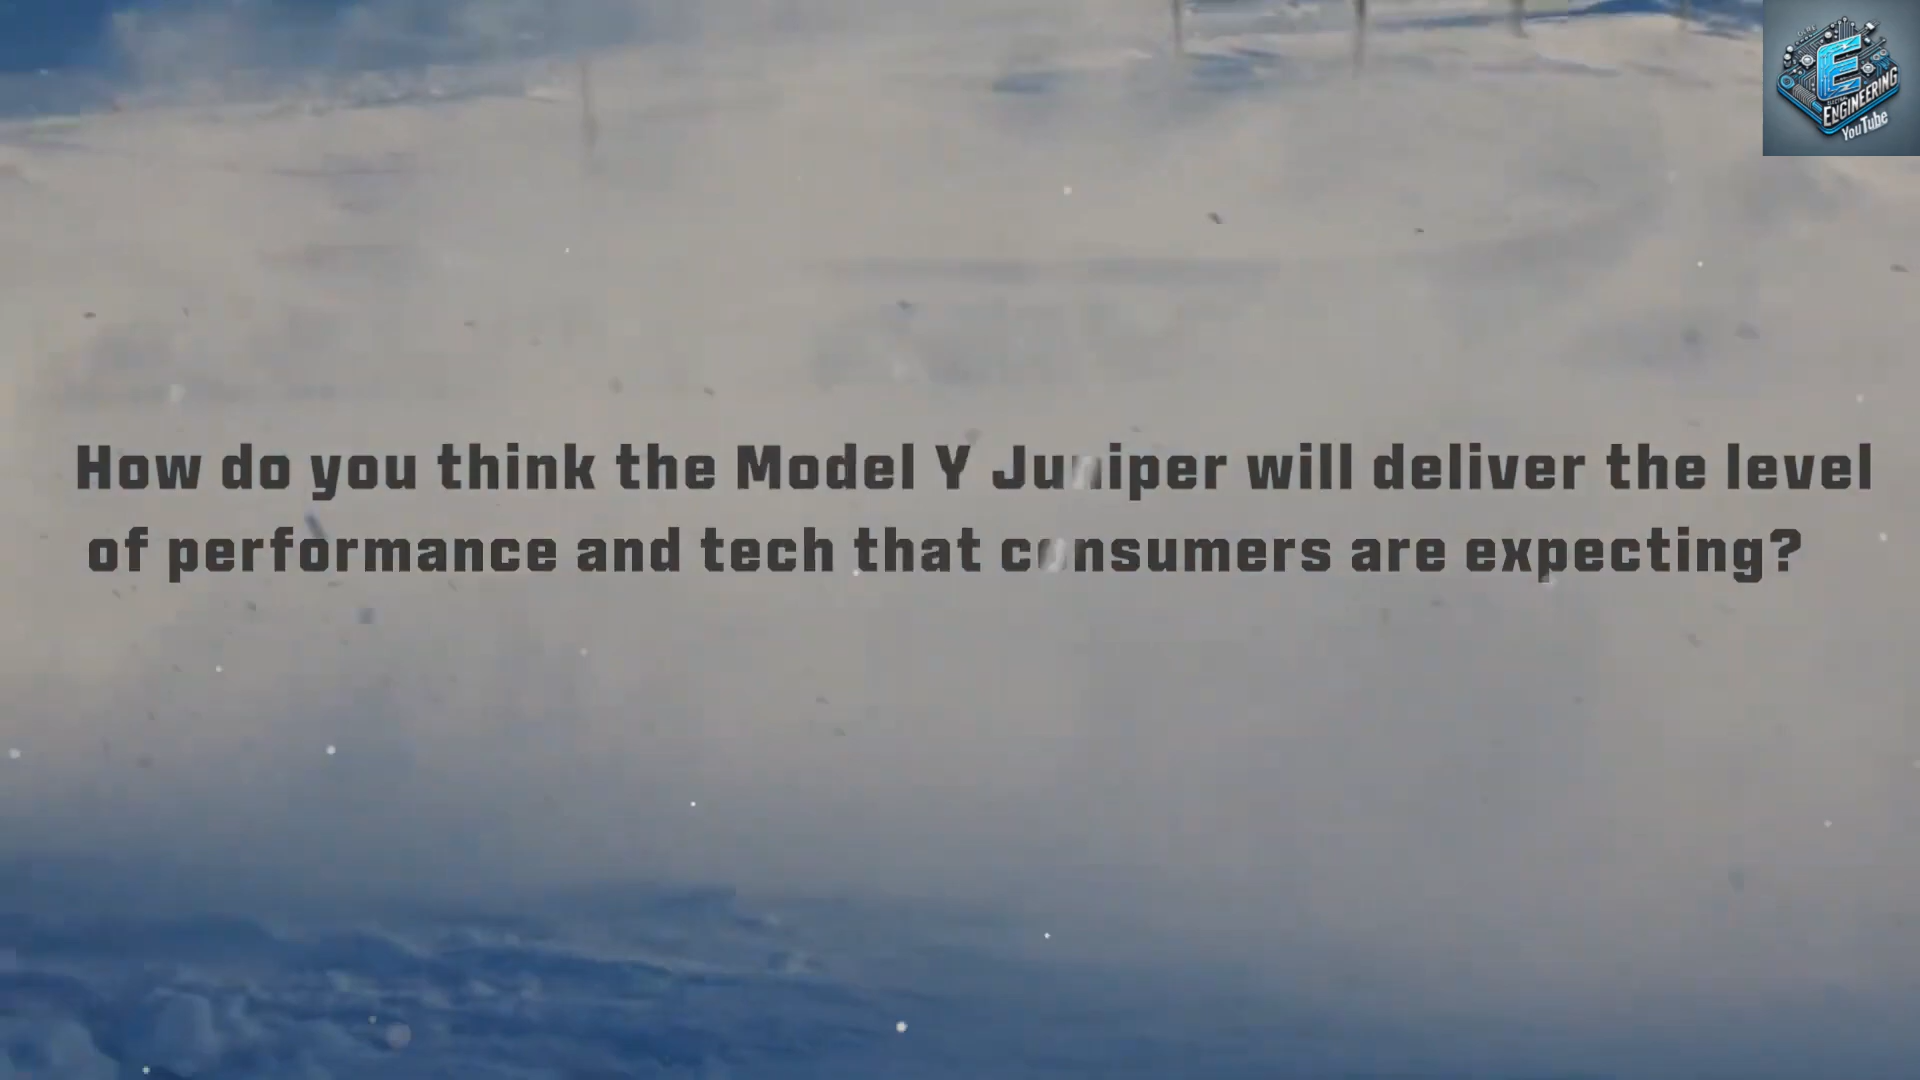 E
ENGINEERING
YouTube
How do you think the Model Y Juniper will deliver the level
of performance and tech that consumers are expecting?